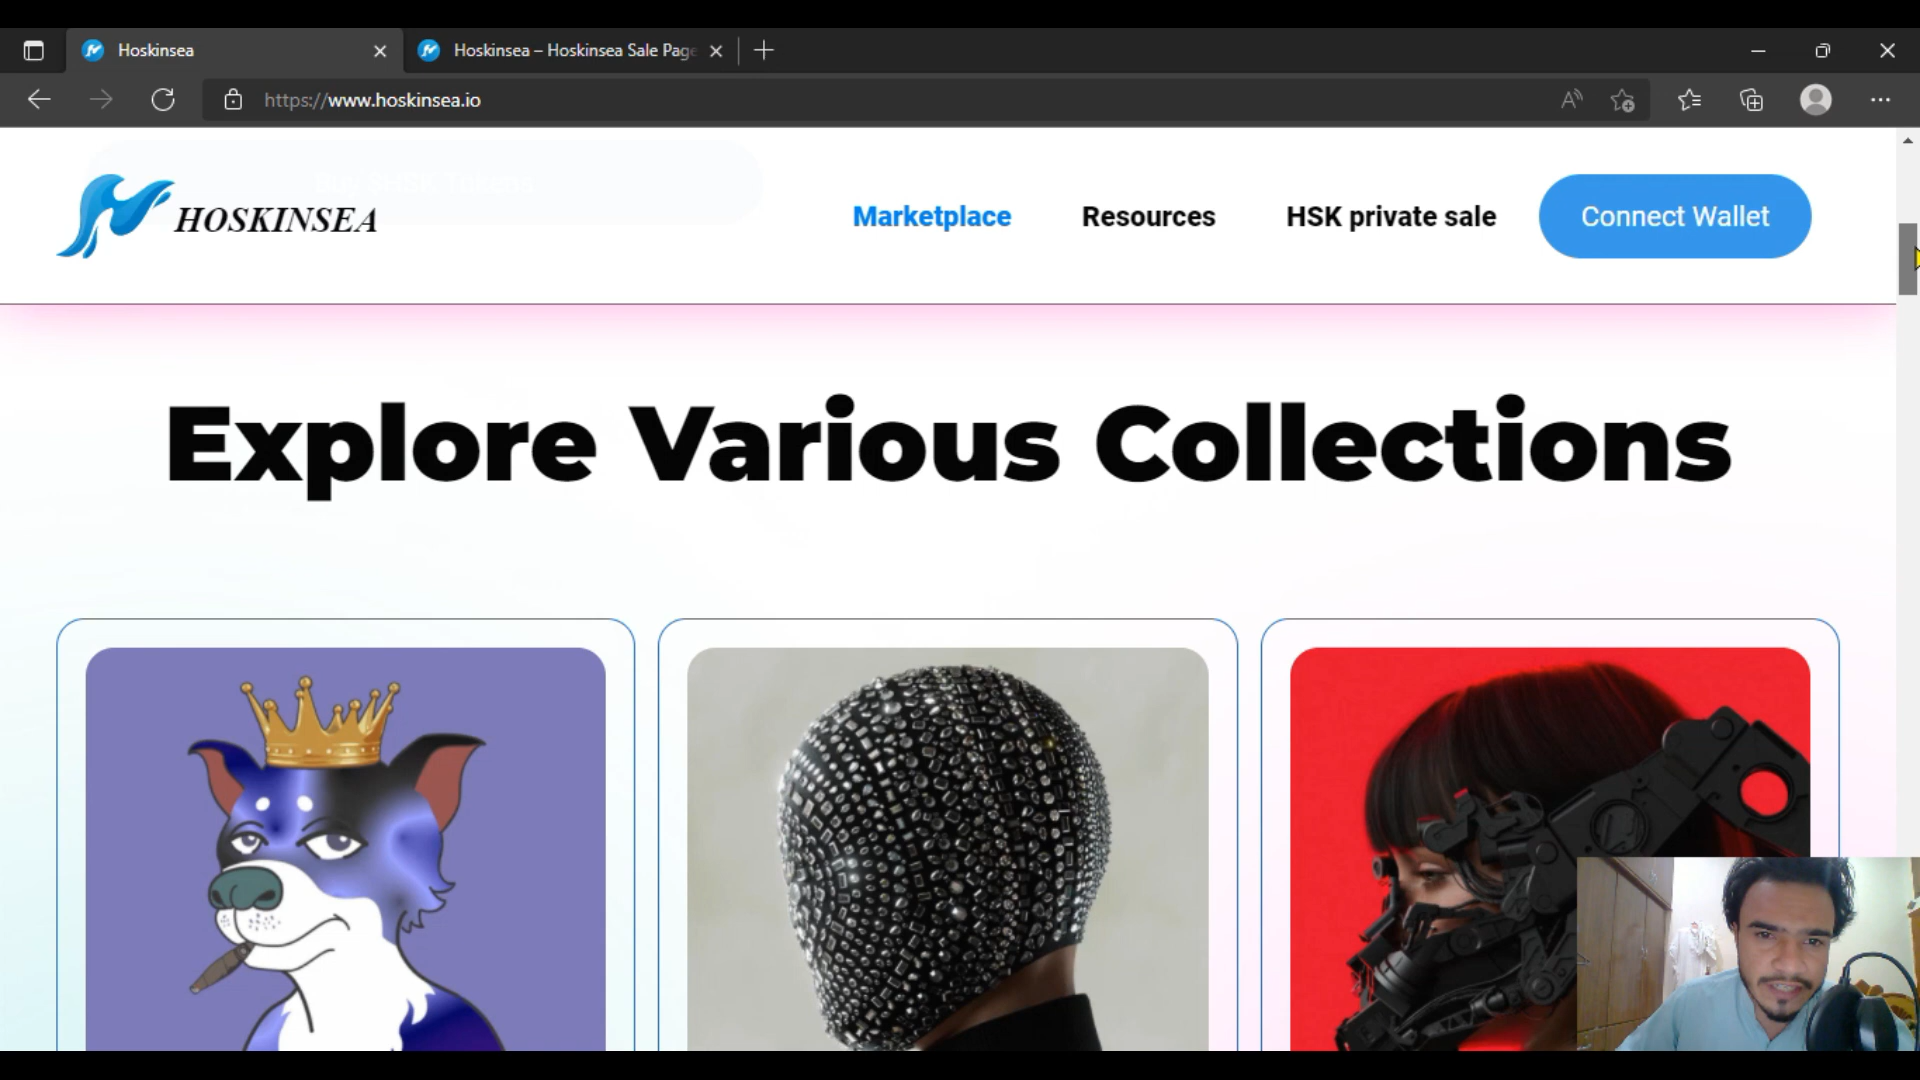 Hoskinsea
Hoskinsea – Hoskinsea Sale Page
https://www.hoskinsea.io
HOSKINSEA
Marketplace
Resources
HSK private sale
Connect Wallet
Explore Various Collections